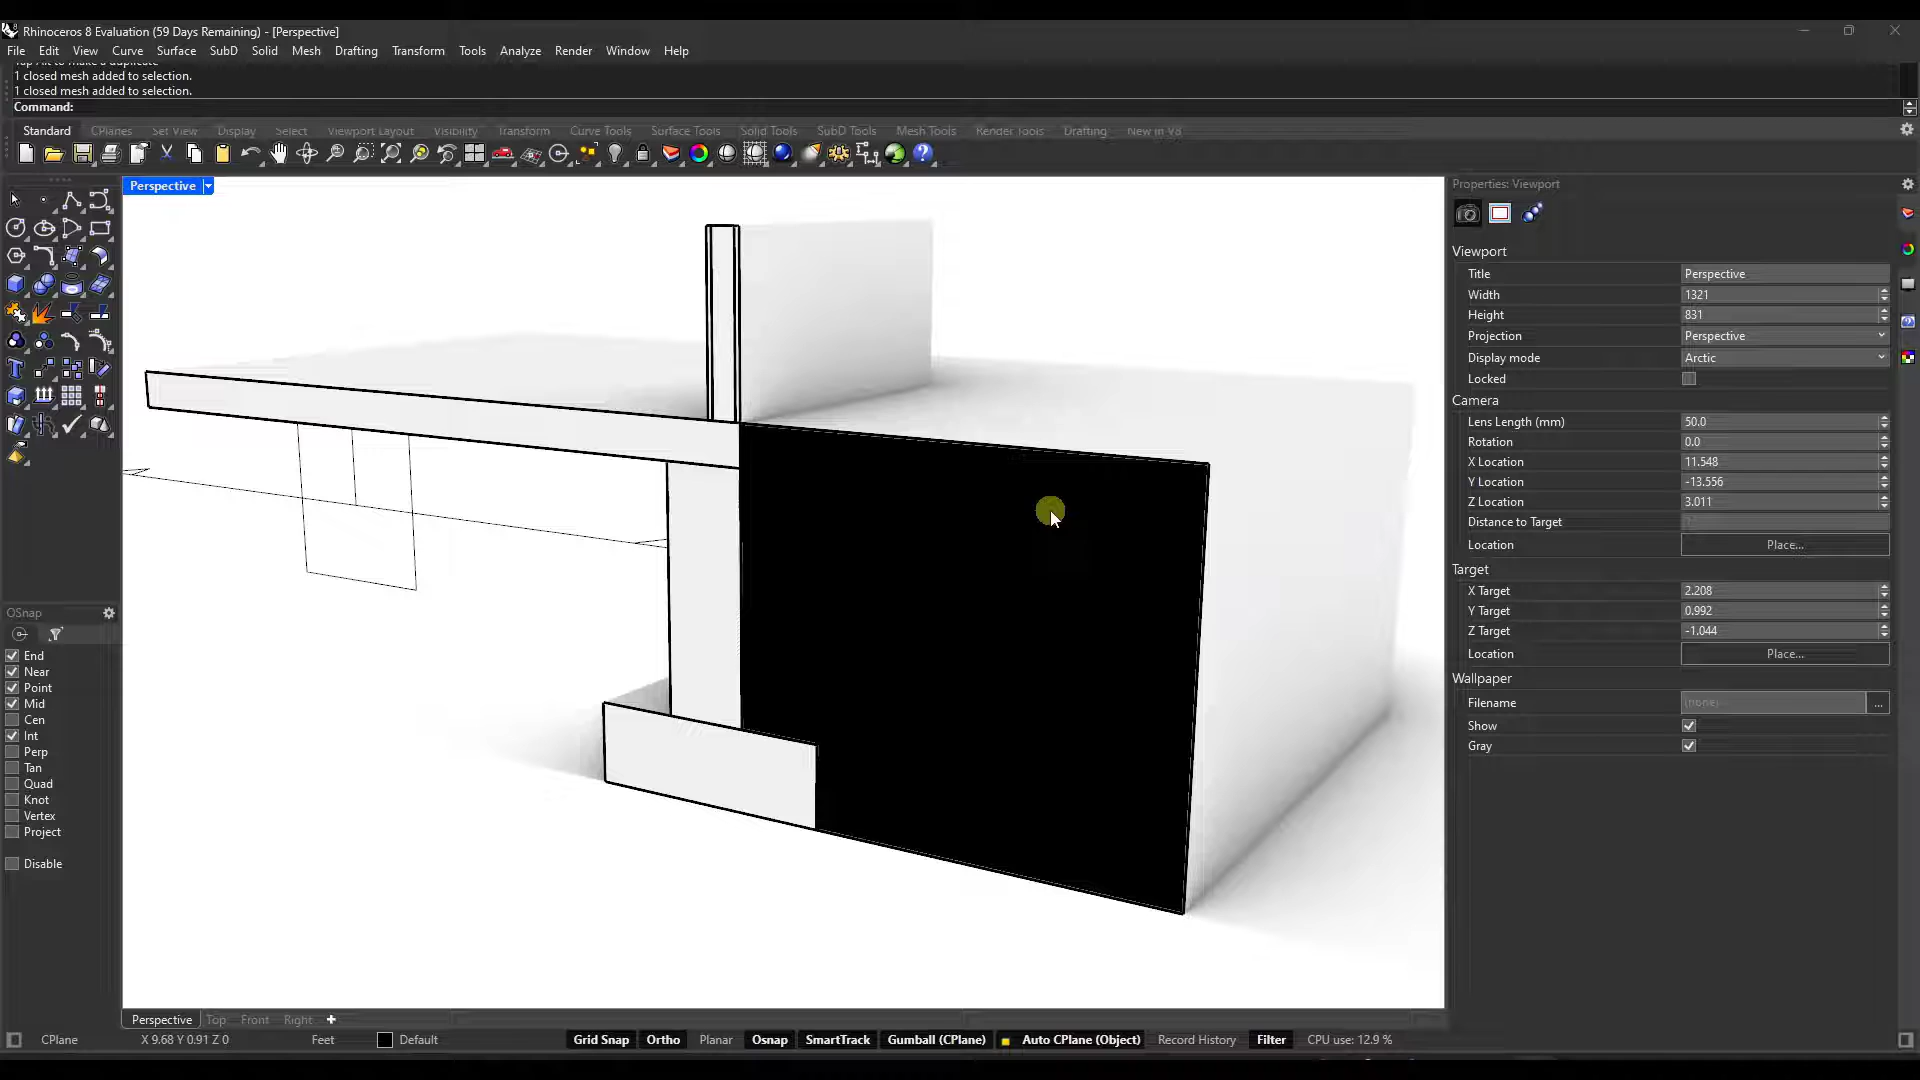 Rhinoceros 8 Evaluation (59 Days Remaining) - [Perspective]
File Edit View Curve Surface SubD Solid Mesh Drafting Transform Tools Analyze Render Window Help
Tap Alt to make a duplicate
1 closed mesh added to selection.
1 closed mesh added to selection.
Command:
Standard CPlanes Set View Display Select Viewport Layout Visibility Transform Curve Tools Surface Tools Solid Tools SubD Tools Mesh Tools Render Tools Drafting New in V8
Perspective
Properties: Viewport
Viewport
Title Perspective
Width 1321
Height 831
Projection Perspective
Display mode Arctic
Locked
Camera
Lens Length (mm) 50.0
Rotation 0.0
X Location 11.548
Y Location -13.556
Z Location 3.011
Distance to Target
Location Place...
Target
X Target 2.208
Y Target 0.992
Z Target -1.044
Location Place...
Wallpaper
Filename (none) ...
Show
Gray
OSnap
End
Near
Point
Mid
Cen
Int
Perp
Tan
Quad
Knot
Vertex
Project
Disable
Perspective Top Front Right
CPlane X 9.68 Y 0.91 Z 0 Feet Default Grid Snap Ortho Planar Osnap SmartTrack Gumball (CPlane) Auto CPlane (Object) Record History Filter CPU use: 12.9 %